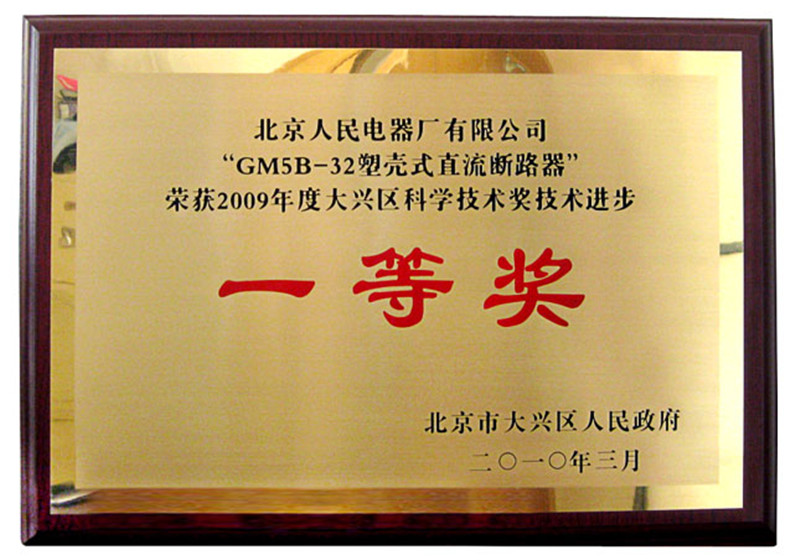 北京人民电器厂有限公司
“GM5B-32塑壳式直流断路器”
荣获2009年度大兴区科学技术奖技术进步
一等奖
北京市大兴区人民政府
二〇一〇年三月